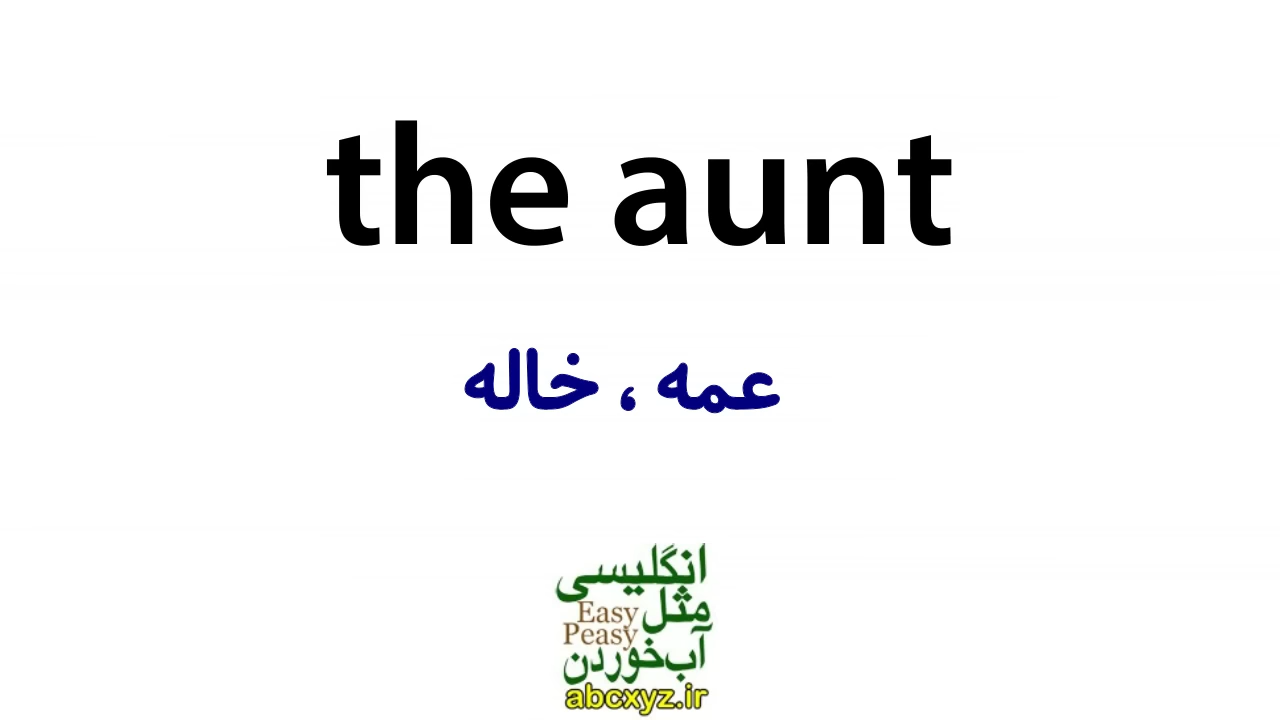 the aunt
عمه ، خاله
انگلیسی
مثل Easy
Peasy
آب‌خوردن
abcxyz.ir